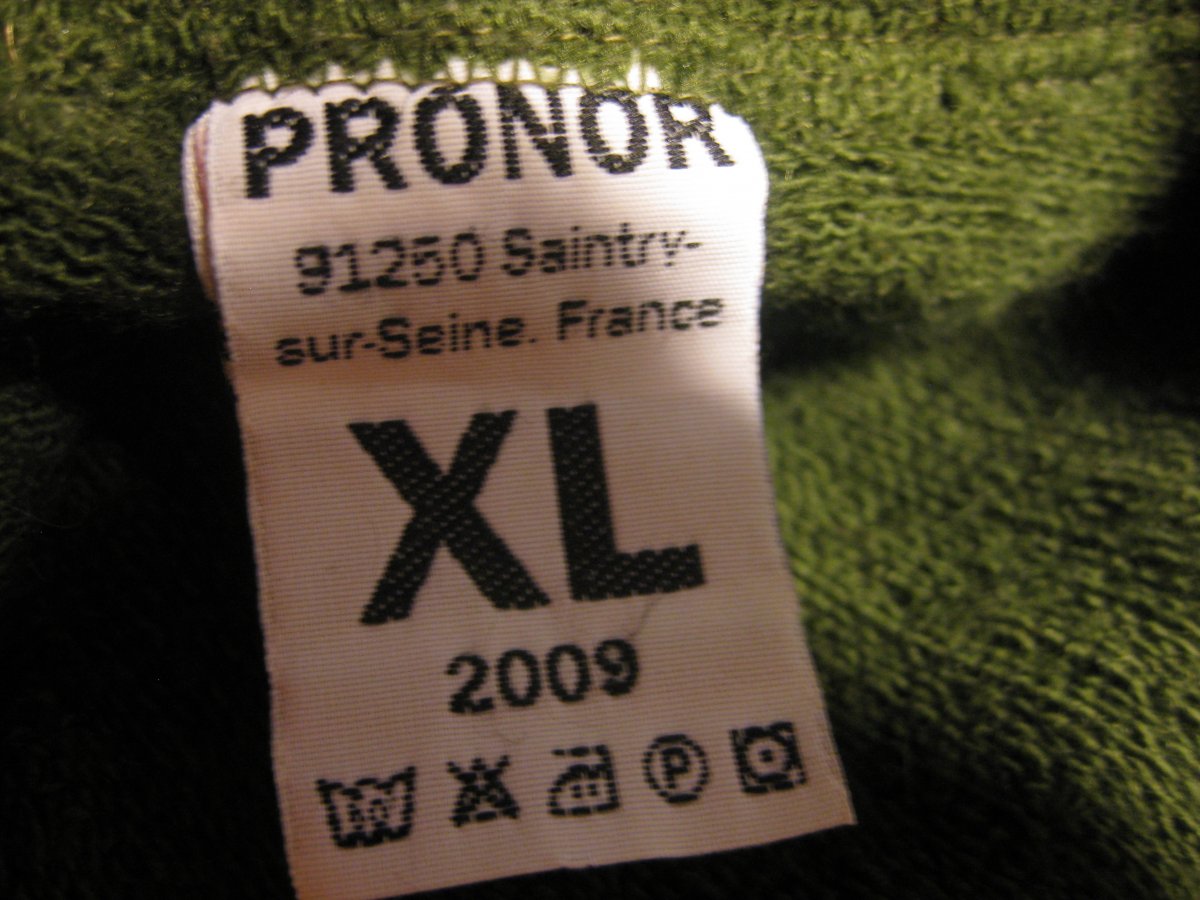 PRONOR
91250 Saintry-
sur-Seine. France
XL
2009
P